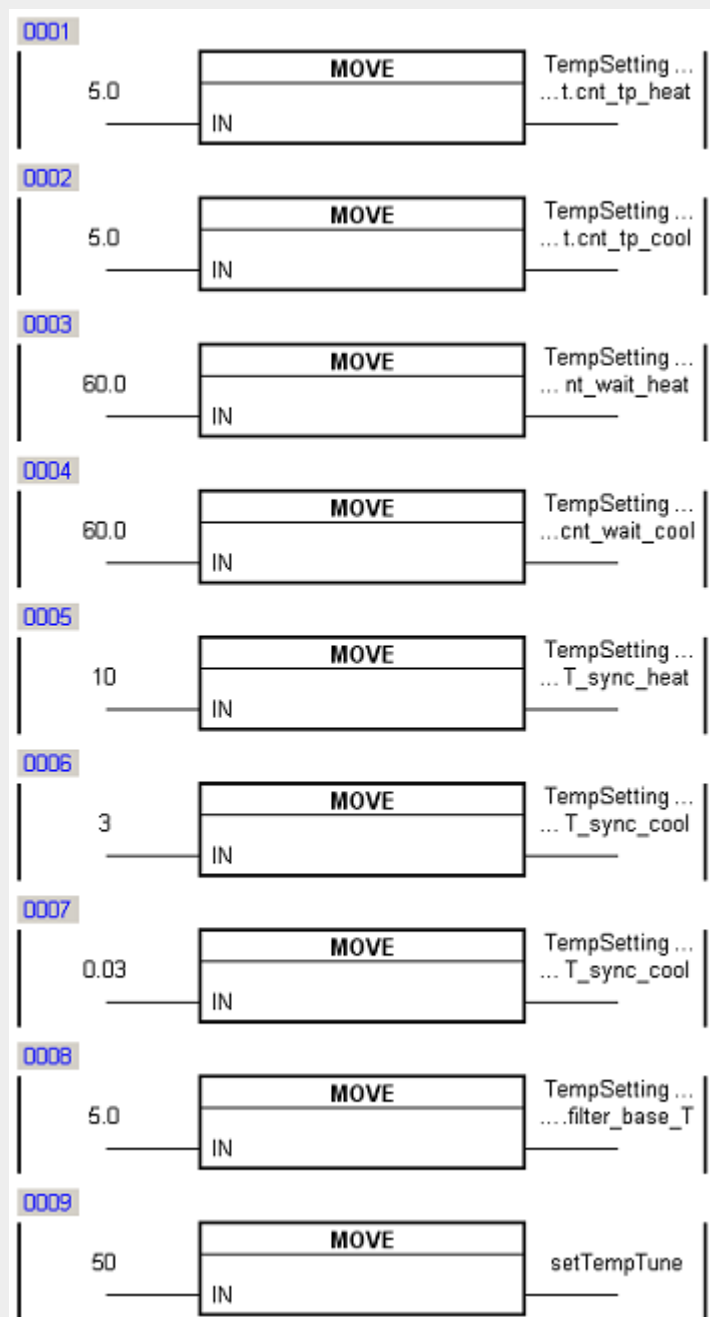 0001
MOVE
TempSetting ...
5.0
...t.cnt_tp_heat
IN
0002
MOVE
TempSetting ...
5.0
... t.cnt_tp_cool
IN
0003
MOVE
TempSetting ...
60.0
... nt_wait_heat
IN
0004
MOVE
TempSetting ...
60.0
...cnt_wait_cool
IN
0005
MOVE
TempSetting ...
10
... T_sync_heat
IN
0006
MOVE
TempSetting ...
3
... T_sync_cool
IN
0007
MOVE
TempSetting ...
0.03
... T_sync_cool
IN
0008
MOVE
TempSetting ...
5.0
....filter_base_T
IN
0009
MOVE
50
setTempTune
IN